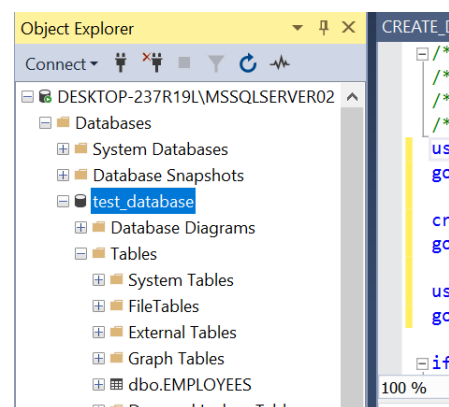 Object Explorer
Connect
DESKTOP-237R19L\MSSQLSERVER02
Databases
System Databases
Database Snapshots
test_database
Database Diagrams
Tables
System Tables
FileTables
External Tables
Graph Tables
dbo.EMPLOYEES
CREATE_
/*
/*
/*
/*
us
go
cr
go
us
go
if
100 %